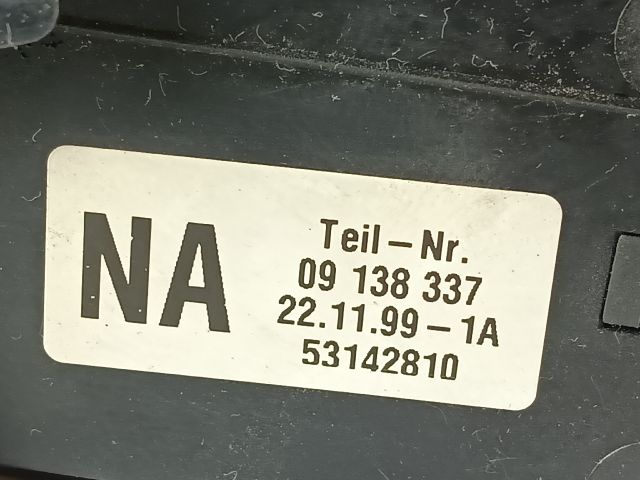 NA
Teil-Nr.
09 138 337
22.11.99-1A
53142810